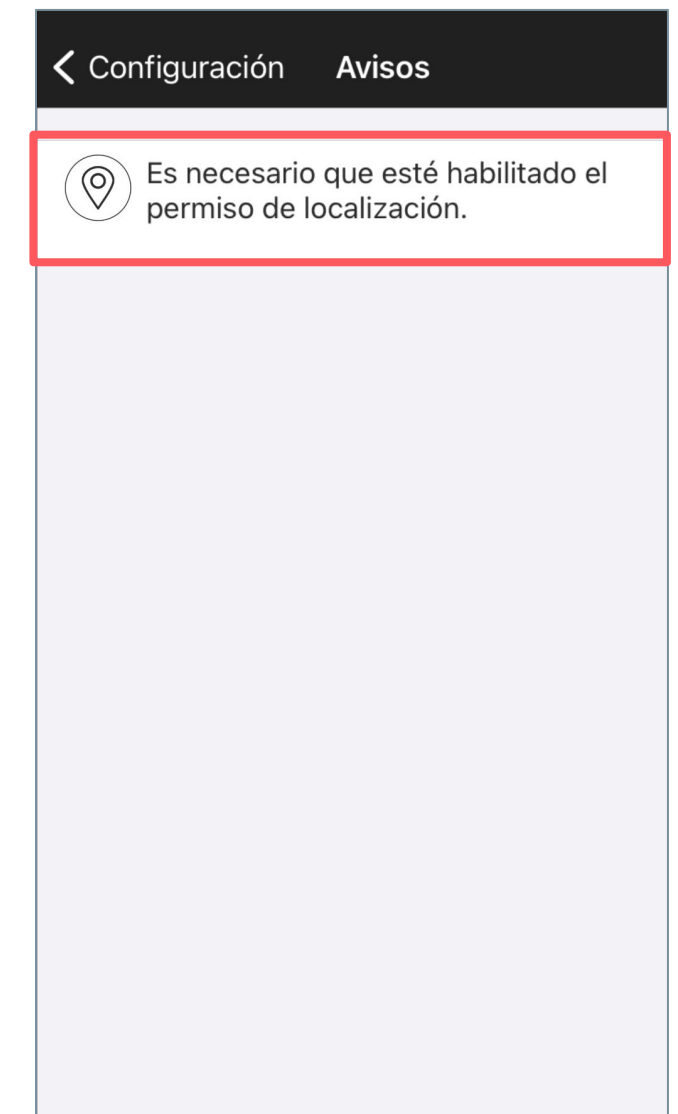 Configuración Avisos
Es necesario que esté habilitado el
permiso de localización.